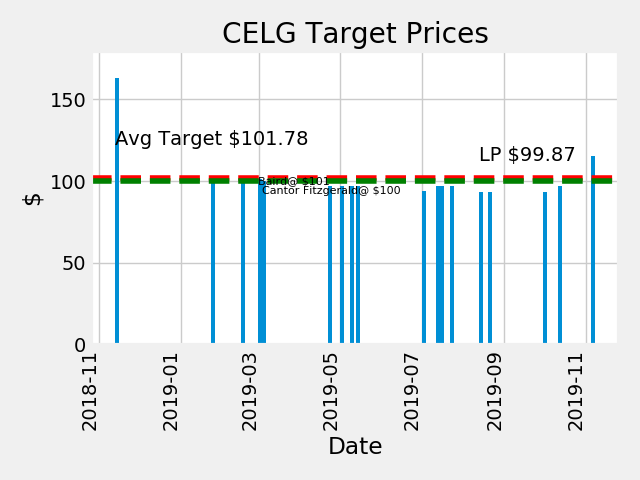 CELG Target Prices
150
Avg Target $101.78
LP $99.87
100
Baird@ $101
Cantor Fitzgerald@ $100
$
50
0
2018-11
2019-01
2019-03
2019-05
2019-07
2019-09
2019-11
Date